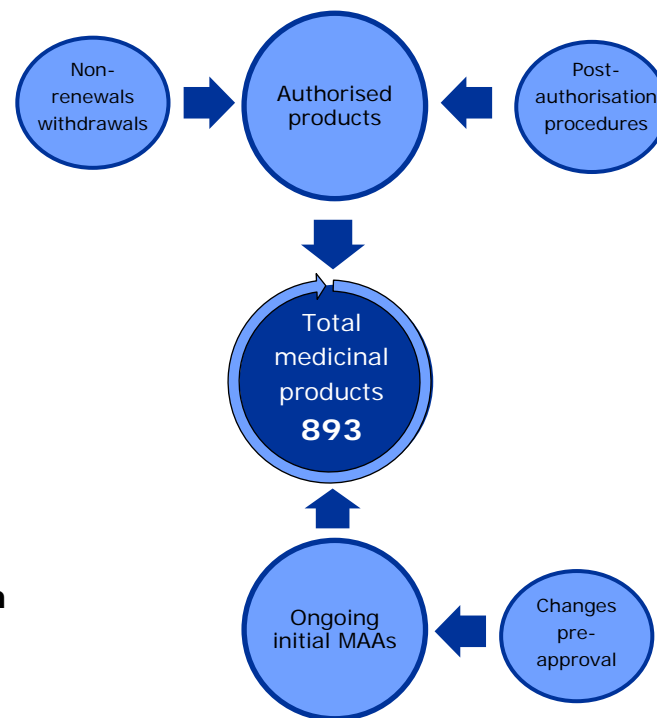 Non-
renewals
withdrawals
Authorised
products
Post-
authorisation
procedures
Total
medicinal
products
893
Ongoing
initial MAAs
Changes
pre-
approval